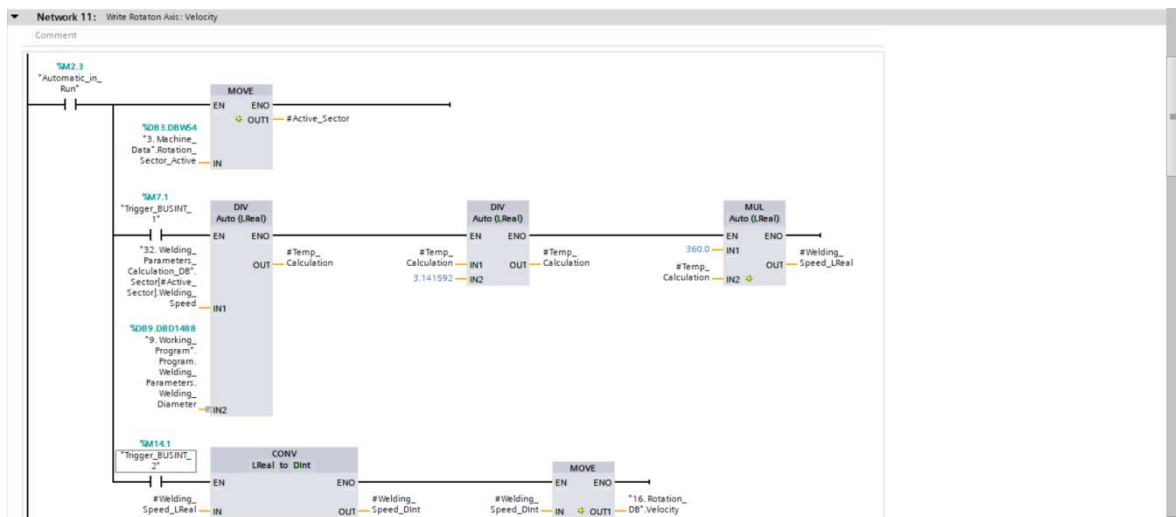 Network 11: Write Rotaton Axis: Velocity
Comment
%M2.3
"Automatic_in_
Run"
MOVE
EN ENO
OUT1 #Active_Sector
%DB3.DBW54
"3. Machine_
Data".Rotation_
Sector_Active
IN
%M7.1
"Trigger_BUSINT_
1"
DIV
Auto (LReal)
EN ENO
"32. Welding_
Parameters_
Calculation_DB".
Sector[#Active_
Sector].Welding_
Speed
IN1
#Temp_
OUT Calculation
%DB9.DBD1488
"9. Working_
Program".
Program.
Welding_
Parameters.
Welding_
Diameter
IN2
DIV
Auto (LReal)
EN ENO
#Temp_
Calculation IN1
3.141592 IN2
#Temp_
OUT Calculation
MUL
Auto (LReal)
EN ENO
360.0 IN1
#Temp_
Calculation IN2
#Welding_
OUT Speed_LReal
%M14.1
"Trigger_BUSINT_
2"
CONV
LReal to DInt
EN ENO
#Welding_
Speed_LReal IN
#Welding_
OUT Speed_DInt
MOVE
EN ENO
#Welding_
Speed_DInt IN
"16. Rotation_
OUT1 DB".Velocity